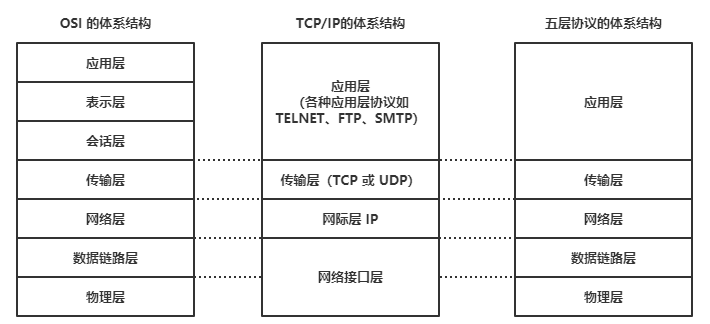 OSI 的体系结构
应用层
表示层
会话层
传输层
网络层
数据链路层
物理层
TCP/IP的体系结构
应用层
（各种应用层协议如
TELNET、FTP、SMTP）
传输层（TCP 或 UDP）
网际层 IP
网络接口层
五层协议的体系结构
应用层
传输层
网络层
数据链路层
物理层